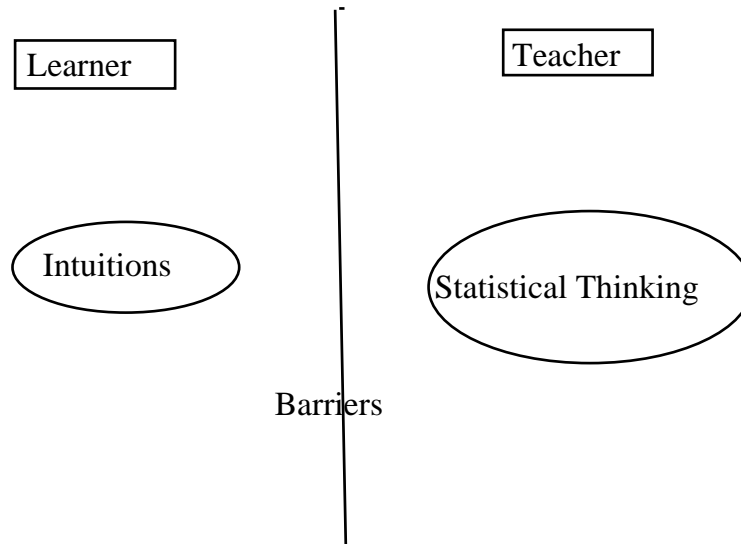 Learner
Teacher
Intuitions
Statistical Thinking
Barriers